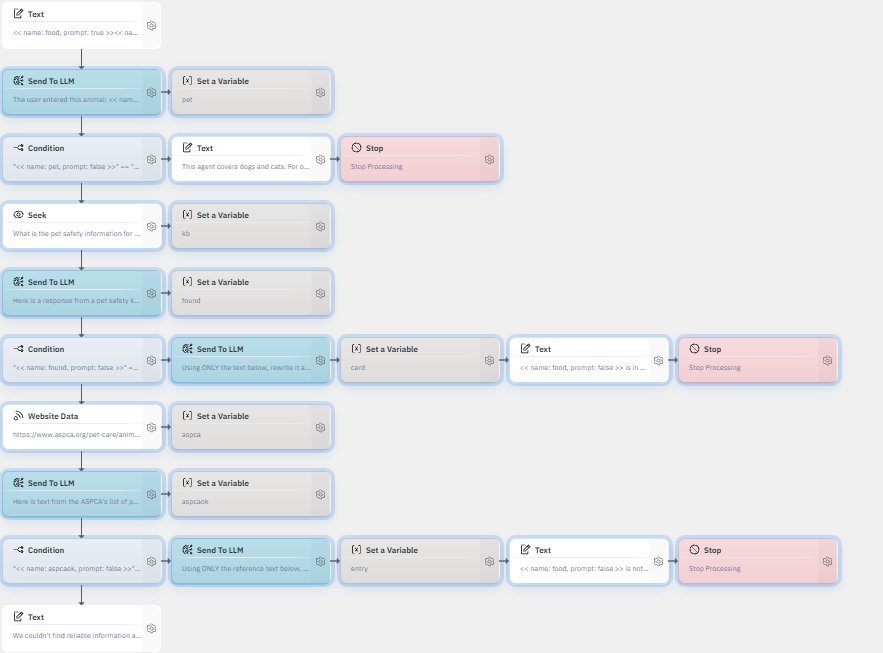 Text
<< name: food, prompt: true >><< na...
Send To LLM
The user entered this animal: << nam...
Set a Variable
pet
Condition
"<< name: pet, prompt: false >>" == "...
Text
This agent covers dogs and cats. For o...
Stop
Stop Processing
Seek
What is the pet safety information for ...
Set a Variable
kb
Send To LLM
Here is a response from a pet safety k...
Set a Variable
found
Condition
"<< name: found, prompt: false >>" =...
Send To LLM
Using ONLY the text below, rewrite it a...
Set a Variable
card
Text
<< name: food, prompt: false >> is in ...
Stop
Stop Processing
Website Data
https://www.aspca.org/pet-care/anim...
Set a Variable
aspca
Send To LLM
Here is text from the ASPCA's list of p...
Set a Variable
aspcaok
Condition
"<< name: aspcaok, prompt: false >>"...
Send To LLM
Using ONLY the reference text below, ...
Set a Variable
entry
Text
<< name: food, prompt: false >> is not...
Stop
Stop Processing
Text
We couldn't find reliable information a...